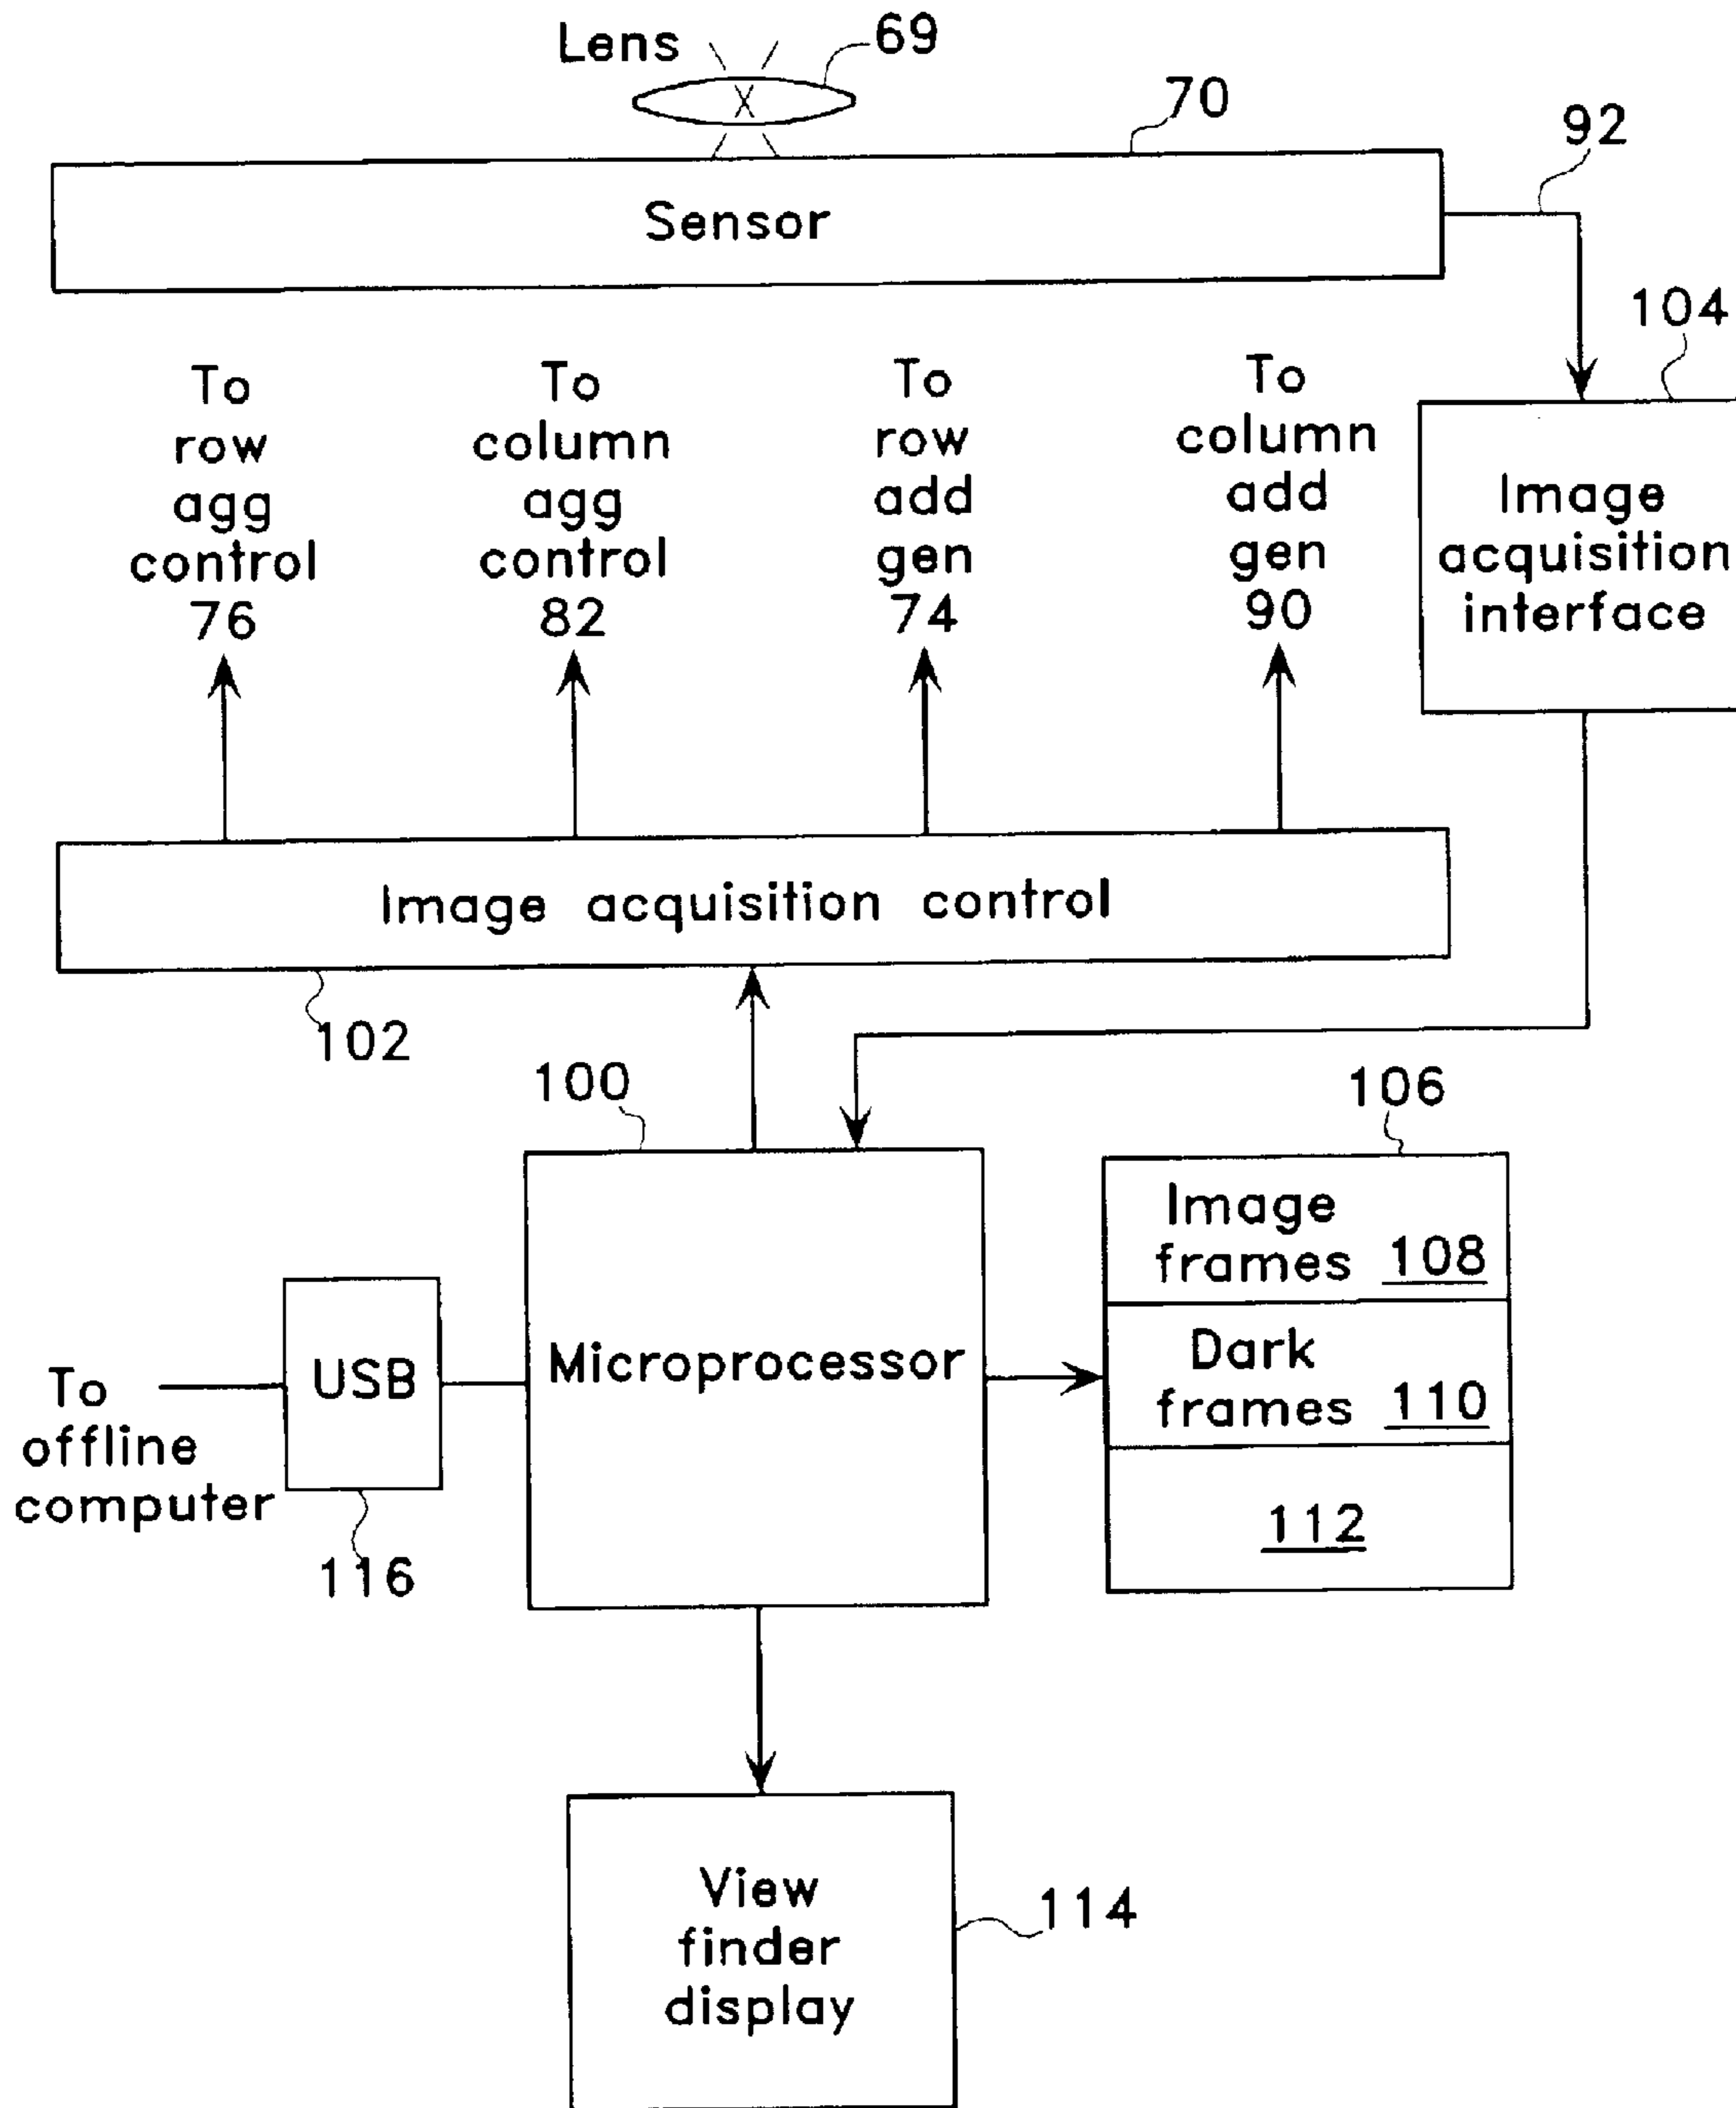 Lens
69
70
92
Sensor
104
To
row
agg
control
76
To
column
agg
control
82
To
row
add
gen
74
To
column
add
gen
90
Image
acquisition
interface
Image acquisition control
102
100
106
Image
frames 108
Dark
frames 110
112
Microprocessor
USB
To
offline
computer
116
View
finder
display
114